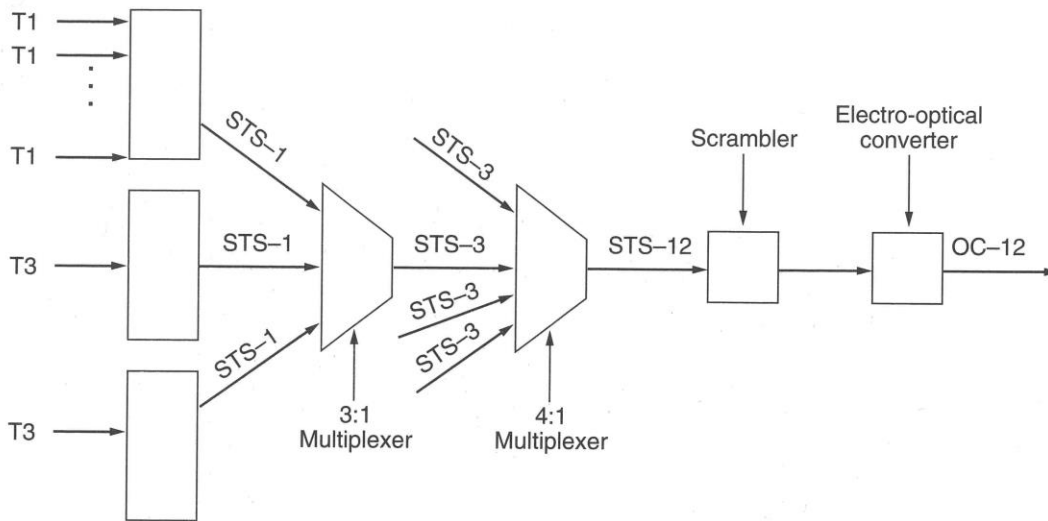 T1
T1
T1
T3
T3
STS–1
STS–1
STS–1
3:1
Multiplexer
STS–3
STS–3
STS–3
STS–3
4:1
Multiplexer
STS–12
Scrambler
Electro-optical
converter
OC–12